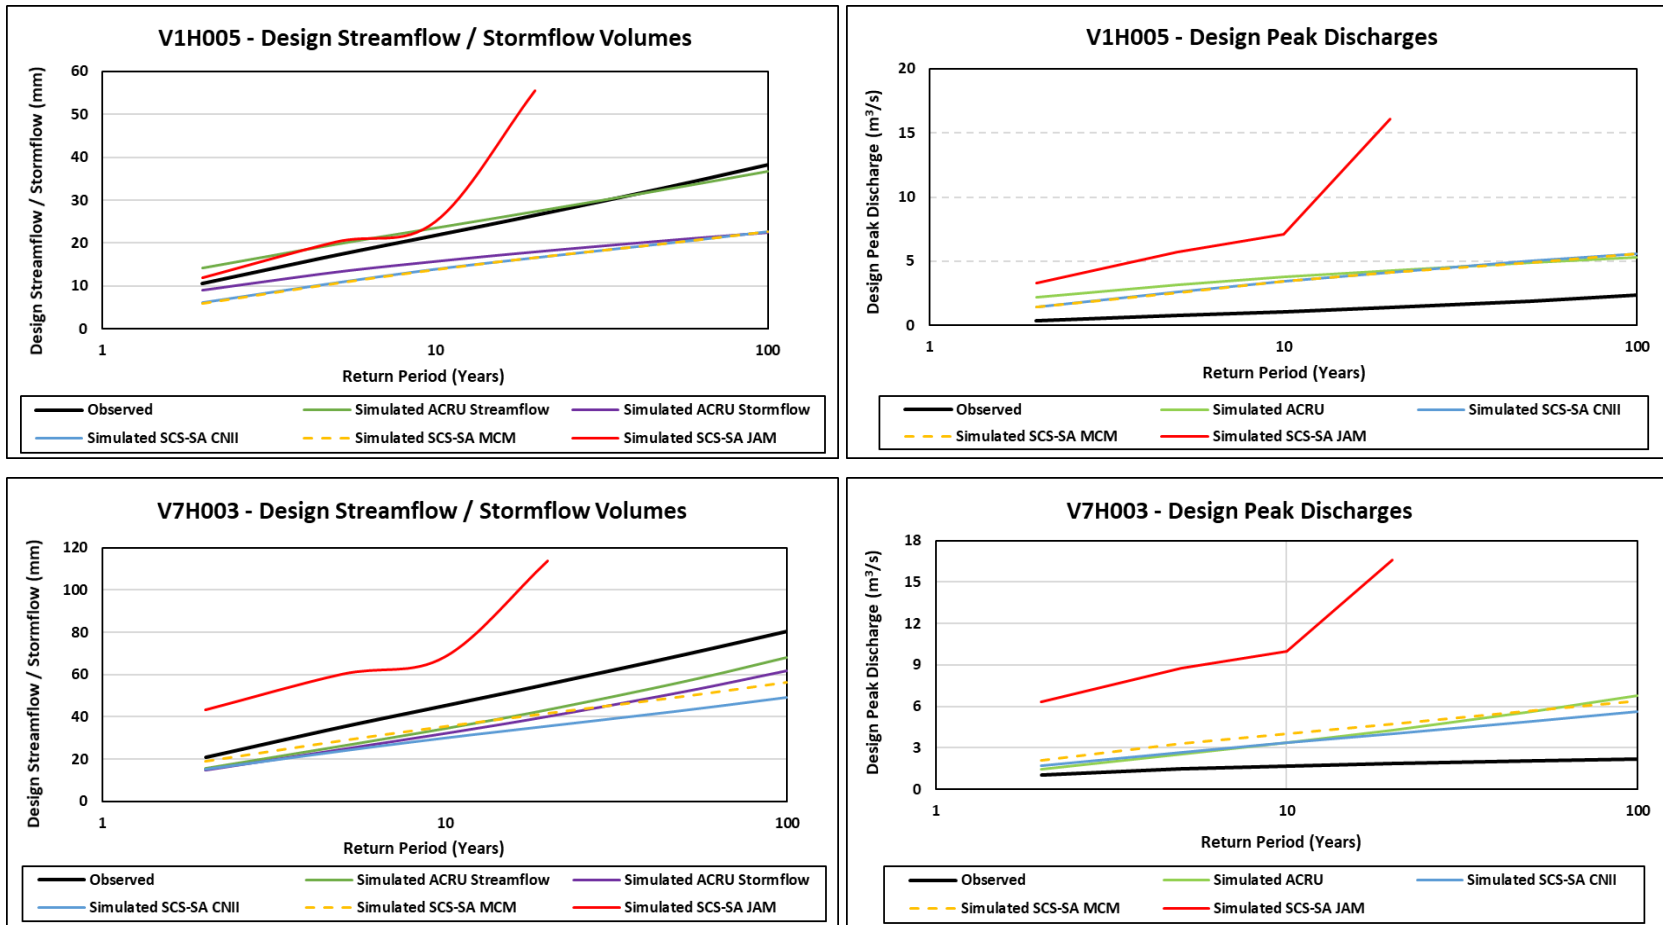 V1H005 - Design Streamflow / Stormflow Volumes
Design Streamflow / Stormflow (mm)
60
50
40
30
20
10
0
1
10
100
Return Period (Years)
Observed
Simulated ACRU Streamflow
Simulated ACRU Stormflow
Simulated SCS-SA CNII
Simulated SCS-SA MCM
Simulated SCS-SA JAM
V1H005 - Design Peak Discharges
Design Peak Discharge (m³/s)
20
15
10
5
0
1
10
100
Return Period (Years)
Observed
Simulated ACRU
Simulated SCS-SA CNII
Simulated SCS-SA MCM
Simulated SCS-SA JAM
V7H003 - Design Streamflow / Stormflow Volumes
Design Streamflow / Stormflow (mm)
120
100
80
60
40
20
0
1
10
100
Return Period (Years)
Observed
Simulated ACRU Streamflow
Simulated ACRU Stormflow
Simulated SCS-SA CNII
Simulated SCS-SA MCM
Simulated SCS-SA JAM
V7H003 - Design Peak Discharges
Design Peak Discharge (m³/s)
18
15
12
9
6
3
0
1
10
100
Return Period (Years)
Observed
Simulated ACRU
Simulated SCS-SA CNII
Simulated SCS-SA MCM
Simulated SCS-SA JAM